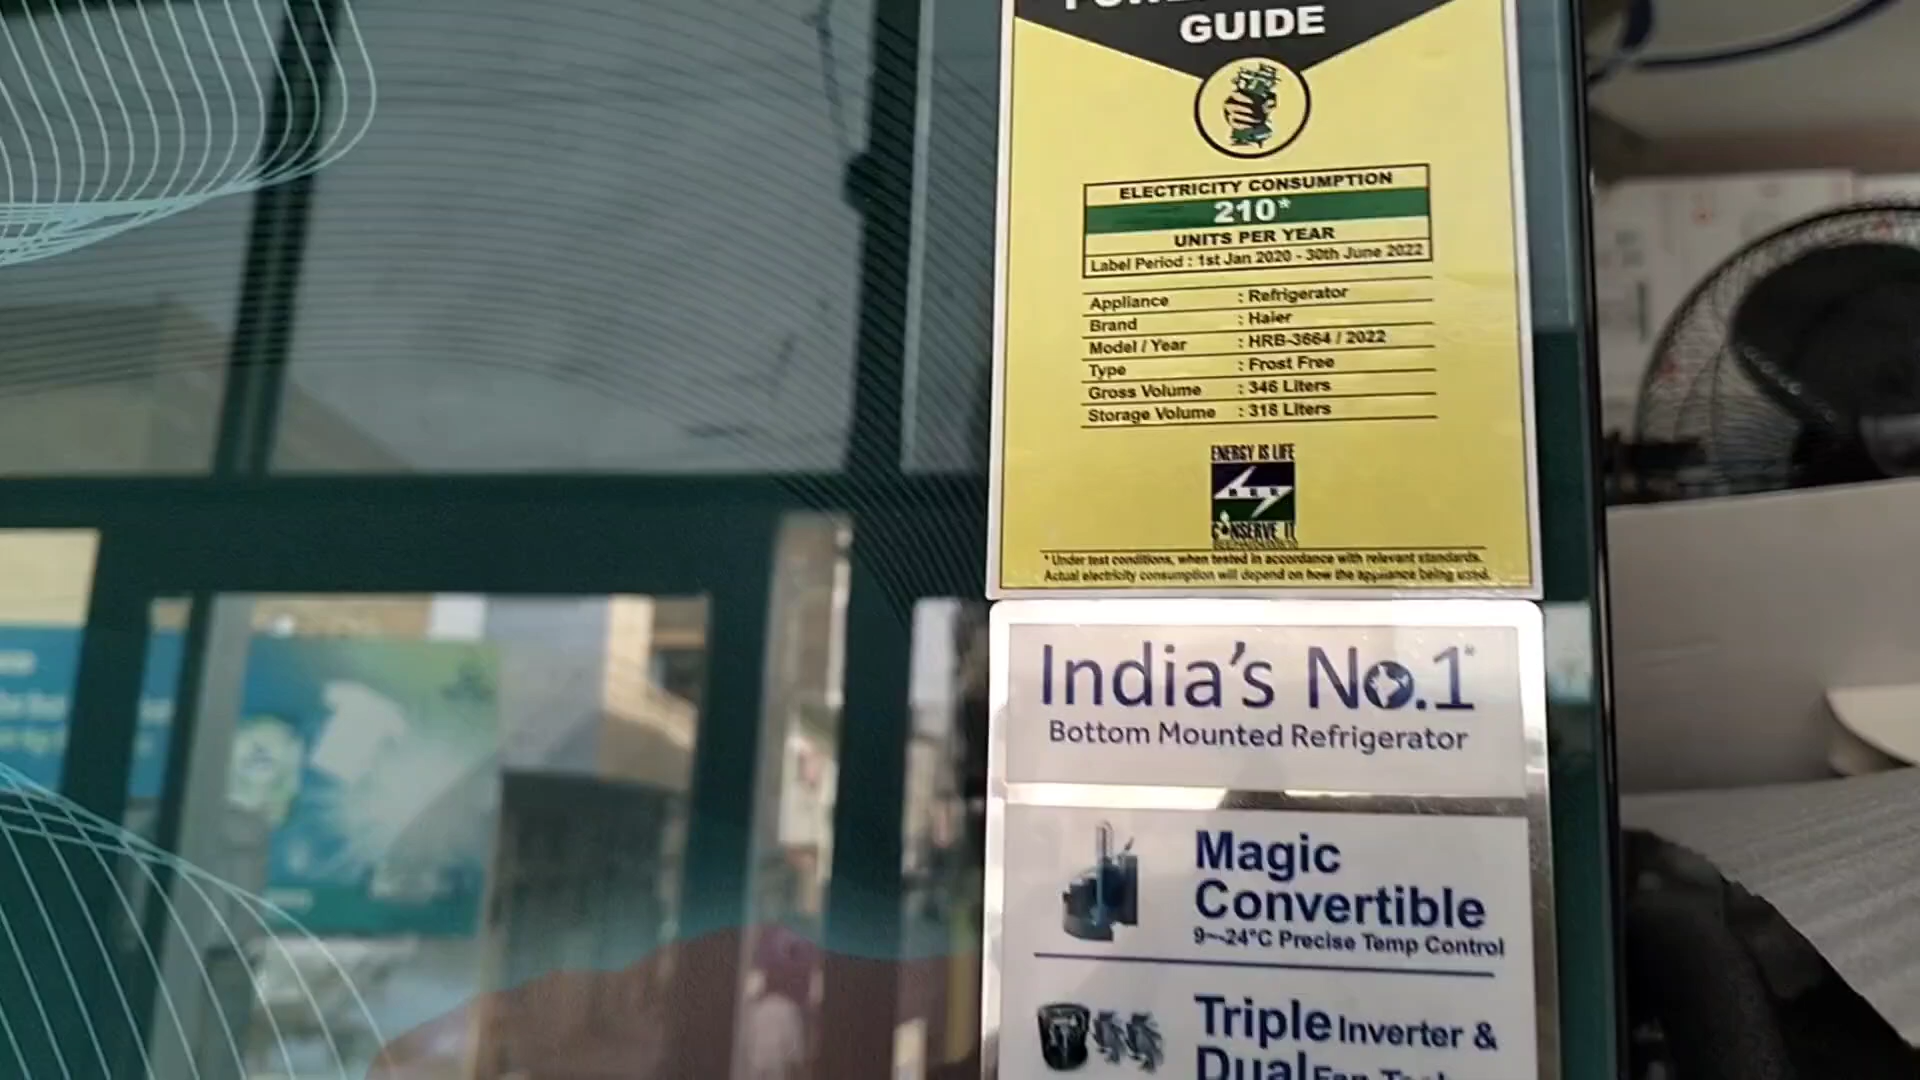 GUIDE
ELECTRICITY CONSUMPTION
210*
UNITS PER YEAR
Label Period : 1st Jan 2020 - 30th June 2022
Appliance : Refrigerator
Brand : Haier
Model / Year : HRB-3664 / 2022
Type : Frost Free
Gross Volume : 346 Liters
Storage Volume : 318 Liters
ENERGY IS LIFE
BEE
CONSERVE IT
* Under test conditions, when tested in accordance with relevant standards.
Actual electricity consumption will depend on how the appliance being used.
India's No.1*
Bottom Mounted Refrigerator
Magic
Convertible
9~-24°C Precise Temp Control
Triple Inverter &
Dual Fan